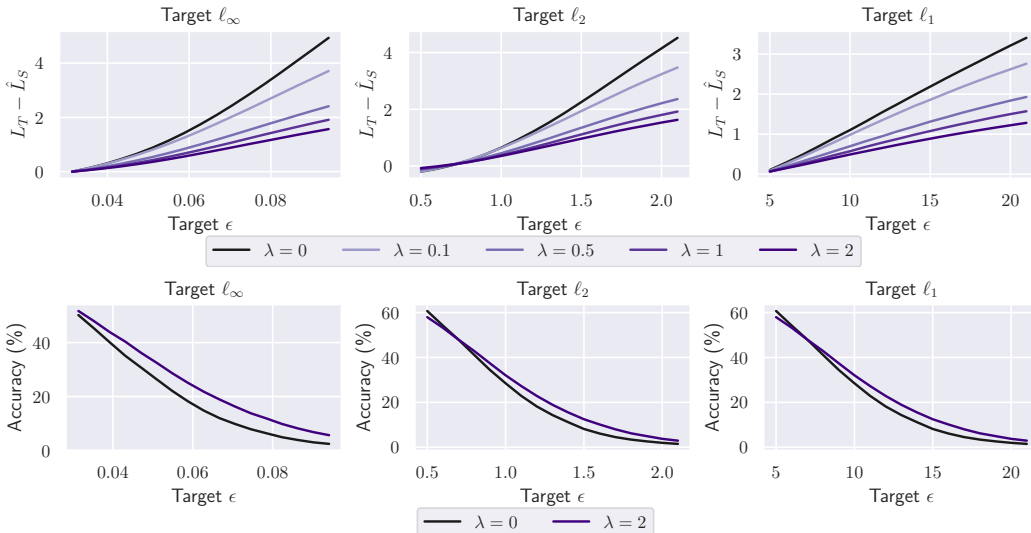 Target ℓ∞ Target ℓ2 Target ℓ1
L_T − L̂_S
4
2
0
0.04 0.06 0.08
Target ϵ
L_T − L̂_S
4
2
0
0.5 1.0 1.5 2.0
Target ϵ
L_T − L̂_S
3
2
1
0
5 10 15 20
Target ϵ
λ = 0 λ = 0.1 λ = 0.5 λ = 1 λ = 2
Target ℓ∞ Target ℓ2 Target ℓ1
Accuracy (%)
40
20
0
0.04 0.06 0.08
Target ϵ
Accuracy (%)
60
40
20
0
0.5 1.0 1.5 2.0
Target ϵ
Accuracy (%)
60
40
20
0
5 10 15 20
Target ϵ
λ = 0 λ = 2